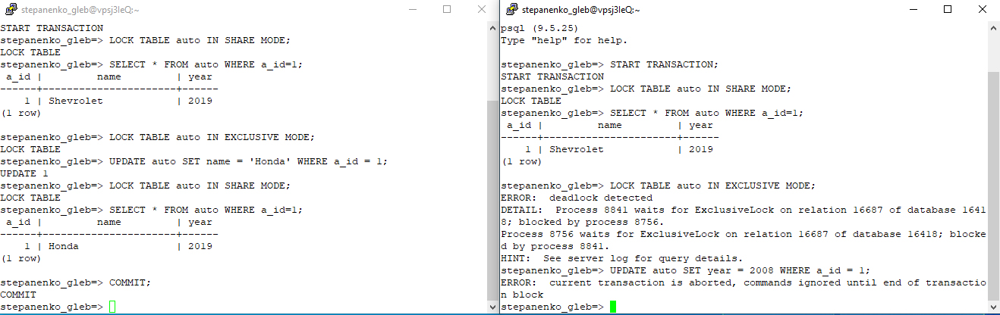 stepanenko_gleb@vpsj3leQ:~
START TRANSACTION
stepanenko_gleb=> LOCK TABLE auto IN SHARE MODE;
LOCK TABLE
stepanenko_gleb=> SELECT * FROM auto WHERE a_id=1;
 a_id |         name         | year
------+----------------------+------
    1 | Shevrolet            | 2019
(1 row)
stepanenko_gleb=> LOCK TABLE auto IN EXCLUSIVE MODE;
LOCK TABLE
stepanenko_gleb=> UPDATE auto SET name = 'Honda' WHERE a_id = 1;
UPDATE 1
stepanenko_gleb=> LOCK TABLE auto IN SHARE MODE;
LOCK TABLE
stepanenko_gleb=> SELECT * FROM auto WHERE a_id=1;
 a_id |         name         | year
------+----------------------+------
    1 | Honda                | 2019
(1 row)
stepanenko_gleb=> COMMIT;
COMMIT
stepanenko_gleb=>
stepanenko_gleb@vpsj3leQ:~
psql (9.5.25)
Type "help" for help.
stepanenko_gleb=> START TRANSACTION;
START TRANSACTION
stepanenko_gleb=> LOCK TABLE auto IN SHARE MODE;
LOCK TABLE
stepanenko_gleb=> SELECT * FROM auto WHERE a_id=1;
 a_id |         name         | year
------+----------------------+------
    1 | Shevrolet            | 2019
(1 row)
stepanenko_gleb=> LOCK TABLE auto IN EXCLUSIVE MODE;
ERROR:  deadlock detected
DETAIL:  Process 8841 waits for ExclusiveLock on relation 16687 of database 1641
8; blocked by process 8756.
Process 8756 waits for ExclusiveLock on relation 16687 of database 16418; blocke
d by process 8841.
HINT:  See server log for query details.
stepanenko_gleb=> UPDATE auto SET year = 2008 WHERE a_id = 1;
ERROR:  current transaction is aborted, commands ignored until end of transactio
n block
stepanenko_gleb=>